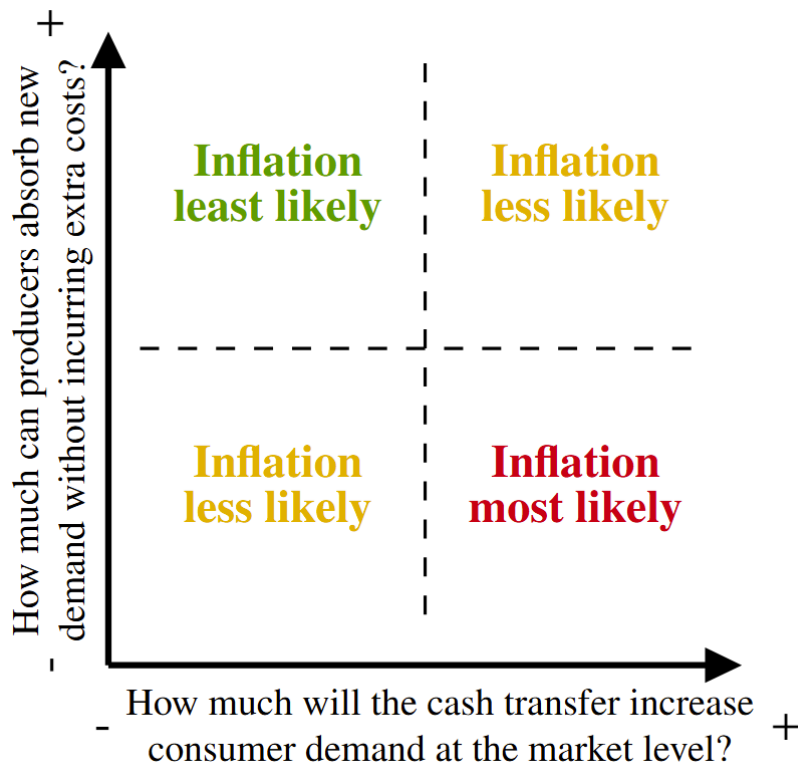 +
How much can producers absorb new
demand without incurring extra costs?
-
Inflation
least likely
Inflation
less likely
Inflation
less likely
Inflation
most likely
-
How much will the cash transfer increase
consumer demand at the market level?
+